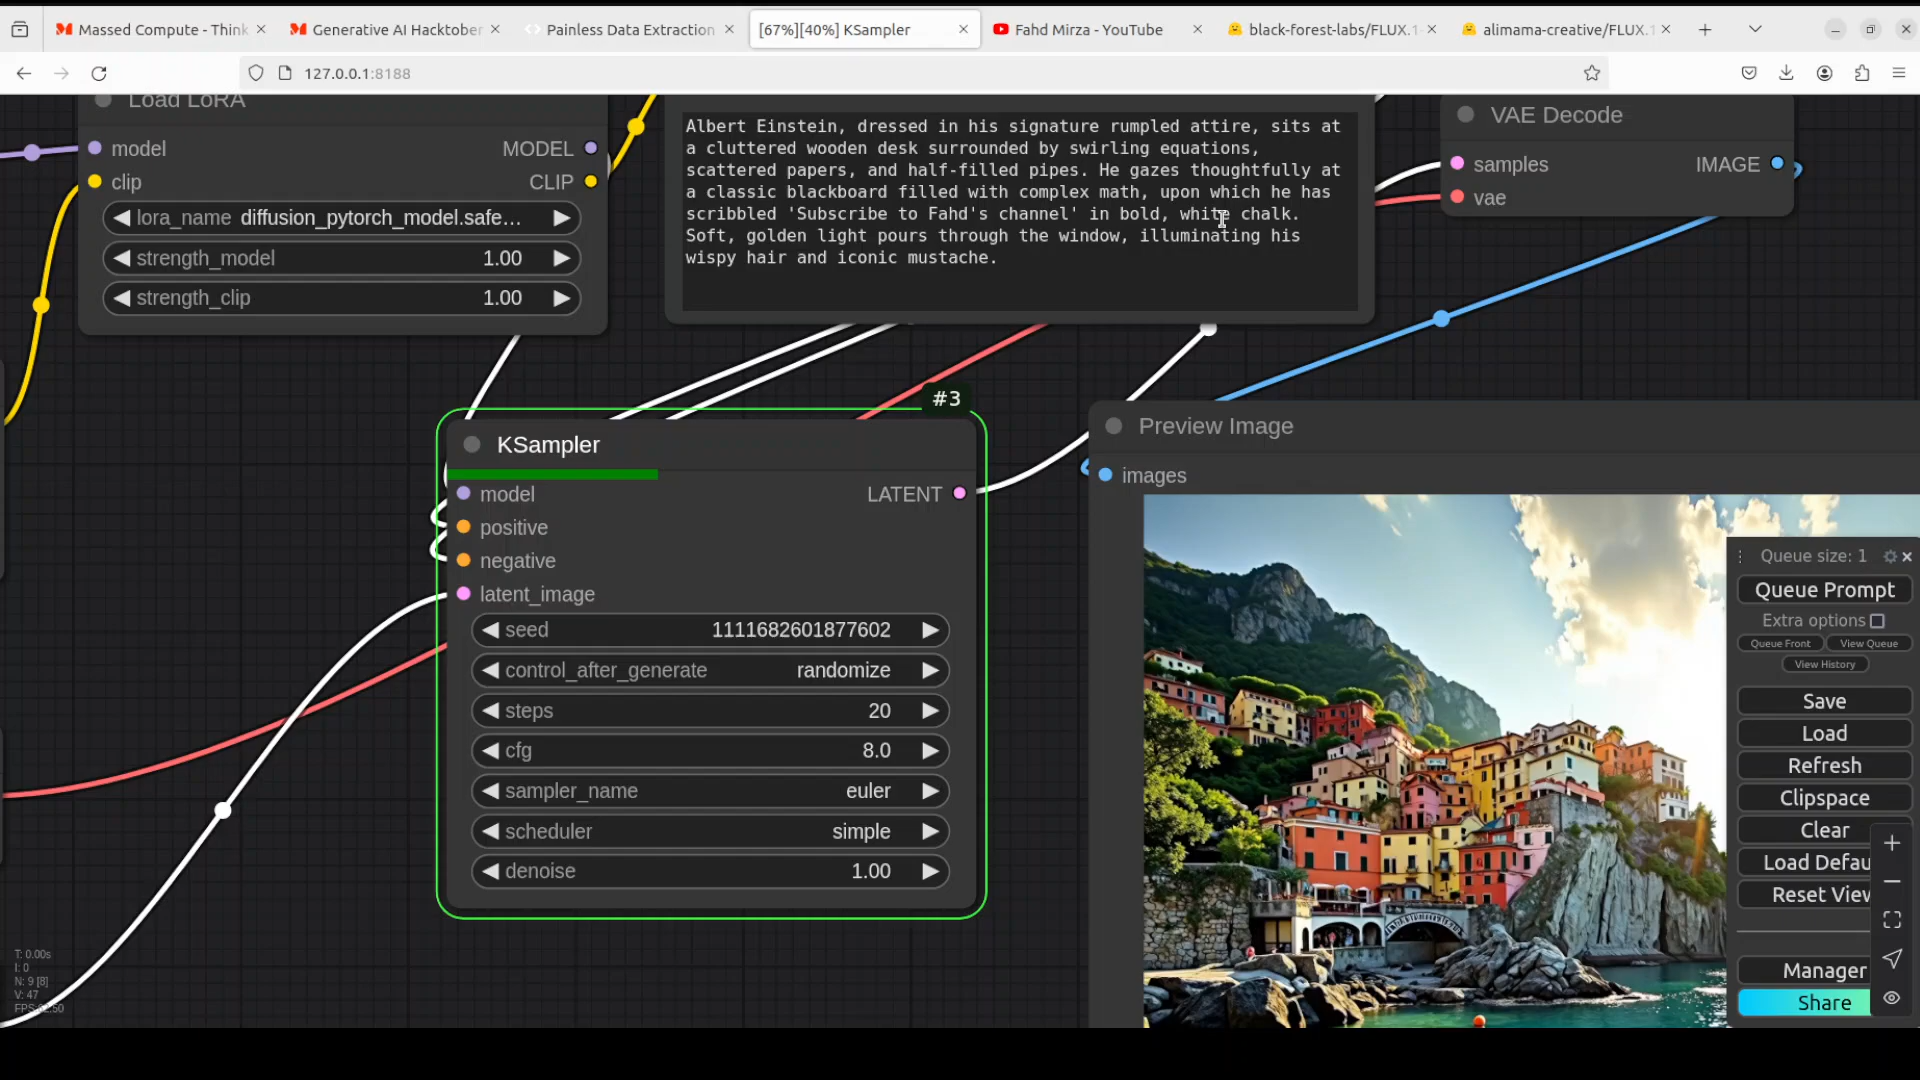 Massed Compute - Think
Generative AI Hacktober
Painless Data Extraction
[67%][40%] KSampler
Fahd Mirza - YouTube
black-forest-labs/FLUX.1-
alimama-creative/FLUX.1
127.0.0.1:8188
Load LoRA
model
MODEL
clip
CLIP
lora_name diffusion_pytorch_model.safe...
strength_model 1.00
strength_clip 1.00
Albert Einstein, dressed in his signature rumpled attire, sits at
a cluttered wooden desk surrounded by swirling equations,
scattered papers, and half-filled pipes. He gazes thoughtfully at
a classic blackboard filled with complex math, upon which he has
scribbled 'Subscribe to Fahd's channel' in bold, white chalk.
Soft, golden light pours through the window, illuminating his
wispy hair and iconic mustache.
VAE Decode
samples
IMAGE
vae
#3
KSampler
model
LATENT
positive
negative
latent_image
seed 1111682601877602
control_after_generate randomize
steps 20
cfg 8.0
sampler_name euler
scheduler simple
denoise 1.00
Preview Image
images
Queue size: 1
Queue Prompt
Extra options
Queue Front
View Queue
View History
Save
Load
Refresh
Clipspace
Clear
Load Defau
Reset View
Manager
Share
T: 0.00s
I: 0
N: 9 [8]
V: 47